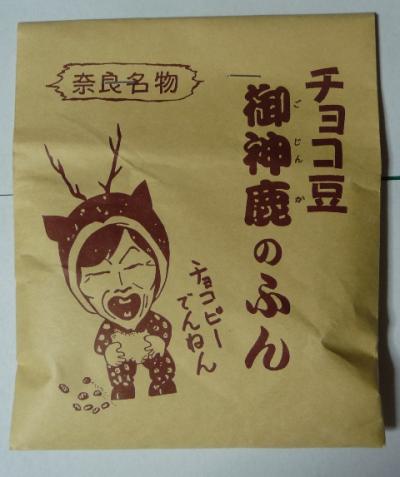 奈良名物
チョコ豆
御神鹿のふん
ごじんか
チョコビー
でんねん